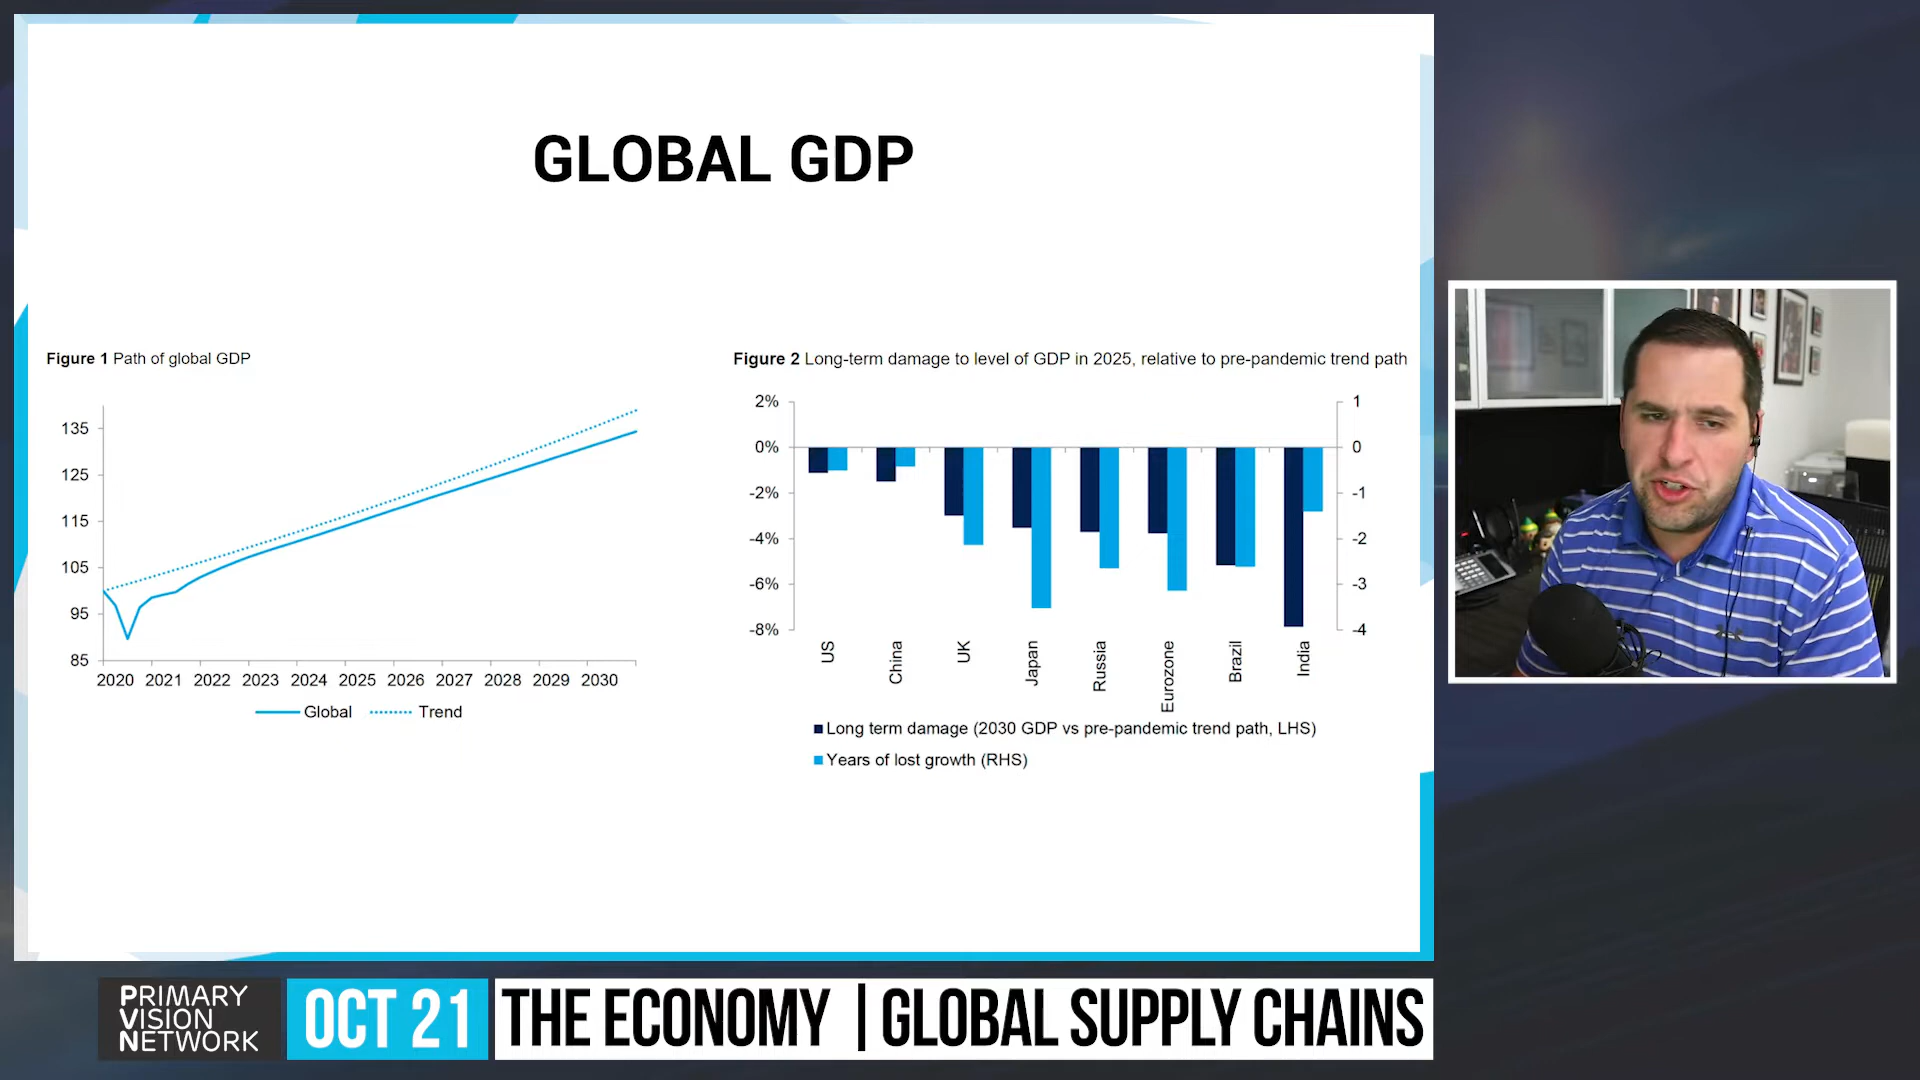 GLOBAL GDP
Figure 1 Path of global GDP
135
125
115
105
95
85
2020 2021 2022 2023 2024 2025 2026 2027 2028 2029 2030
Global Trend
Figure 2 Long-term damage to level of GDP in 2025, relative to pre-pandemic trend path
2% 1
0% 0
-2% -1
-4% -2
-6% -3
-8% -4
US China UK Japan Russia Eurozone Brazil India
Long term damage (2030 GDP vs pre-pandemic trend path, LHS)
Years of lost growth (RHS)
PRIMARY
VISION
NETWORK
OCT 21
THE ECONOMY | GLOBAL SUPPLY CHAINS